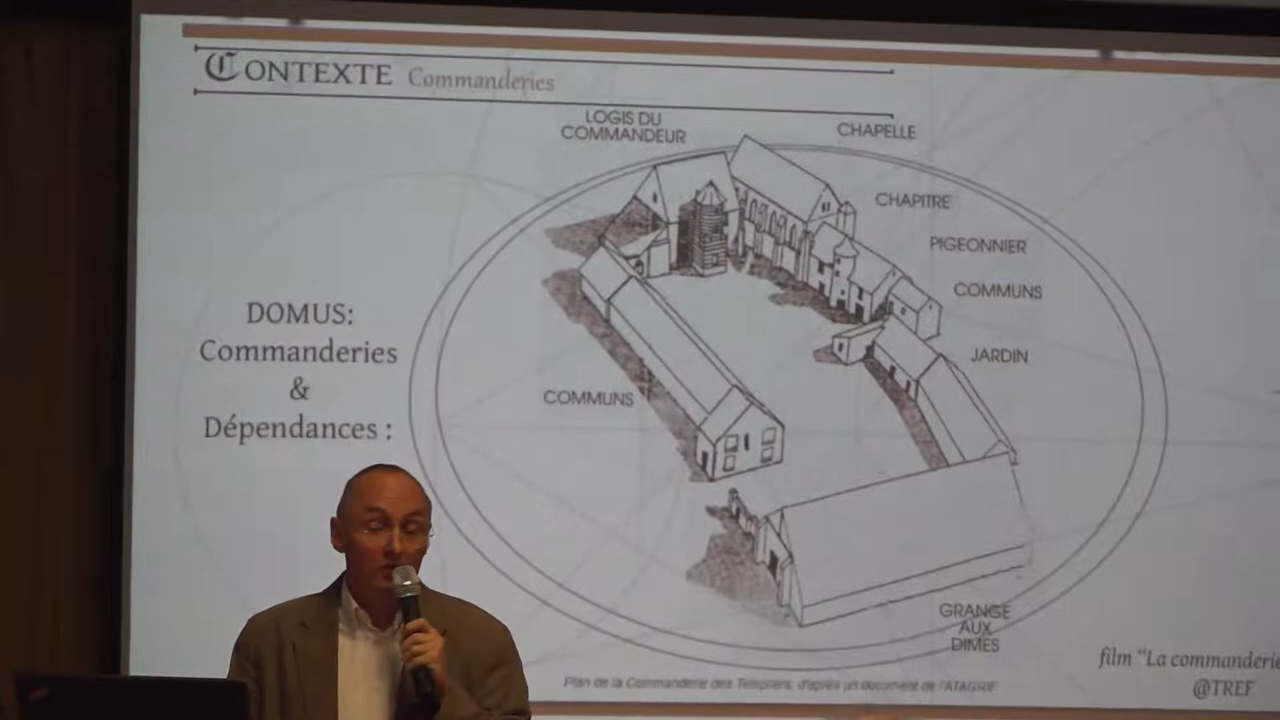 CONTEXTE Commanderies
LOGIS DU
COMMANDEUR
CHAPELLE
CHAPITRE
PIGEONNIER
COMMUNS
JARDIN
DOMUS:
Commanderies
&
Dépendances :
COMMUNS
GRANGE
AUX
DIMES
film "La commanderie
@TREF
Plan de la Commanderie des Templiers, d'après un document de l'ATAGRIF